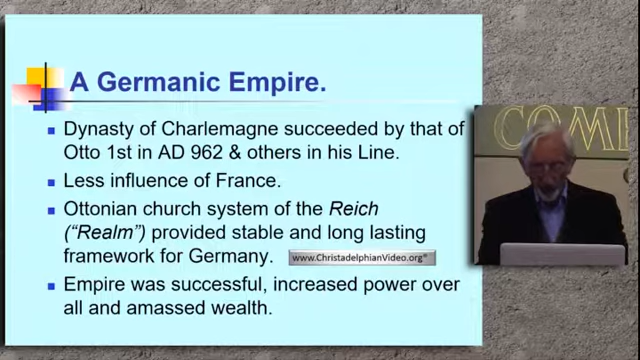 A Germanic Empire.
Dynasty of Charlemagne succeeded by that of
Otto 1st in AD 962 & others in his Line.
Less influence of France.
Ottonian church system of the Reich
("Realm") provided stable and long lasting
framework for Germany.
www.ChristadelphianVideo.org®
Empire was successful, increased power over
all and amassed wealth.
COME